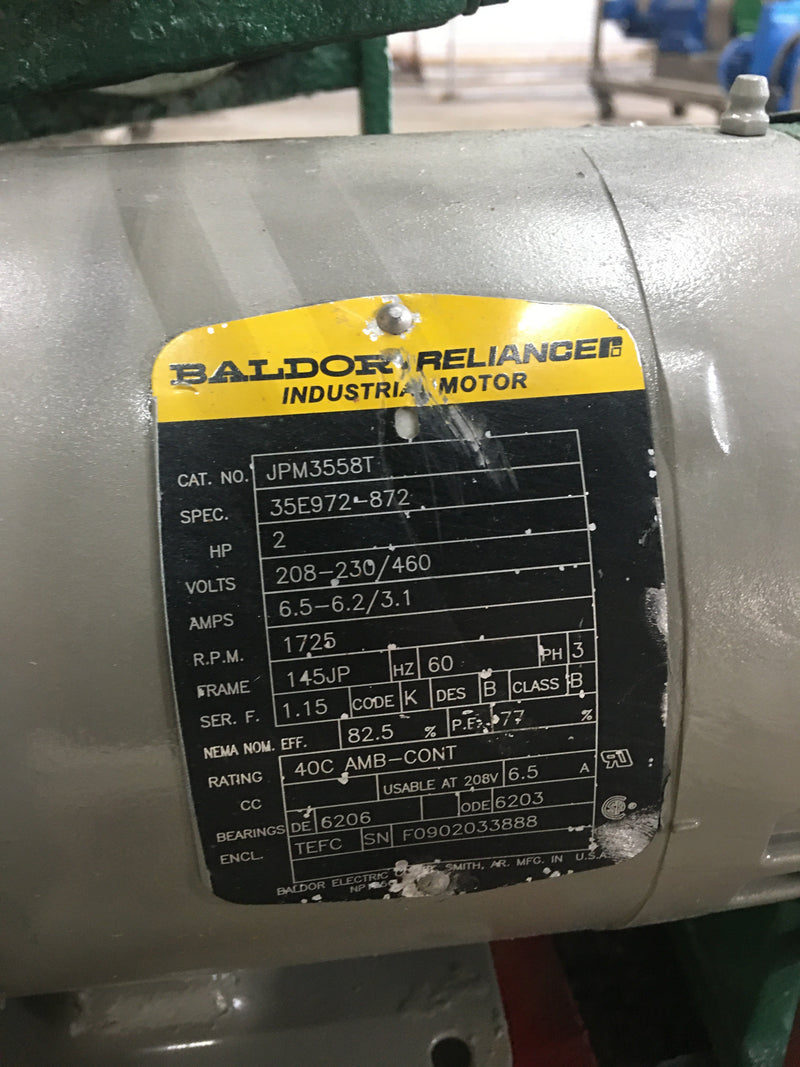 BALDOR RELIANCER
INDUSTRIAL MOTOR
CAT. NO. JPM3558T
SPEC. 35E972-872
HP 2
VOLTS 208-230/460
AMPS 6.5-6.2/3.1
R.P.M. 1725
FRAME 145JP HZ 60 PH 3
SER. F. 1.15 CODE K DES B CLASS B
NEMA NOM. EFF. 82.5 % P.F. 77 %
RATING 40C AMB-CONT
CC USABLE AT 208V 6.5 A
BEARINGS DE 6206 ODE 6203
ENCL. TEFC SN F0902033888
BALDOR ELECTRIC SMITH, AR. MFG. IN U.S.A.